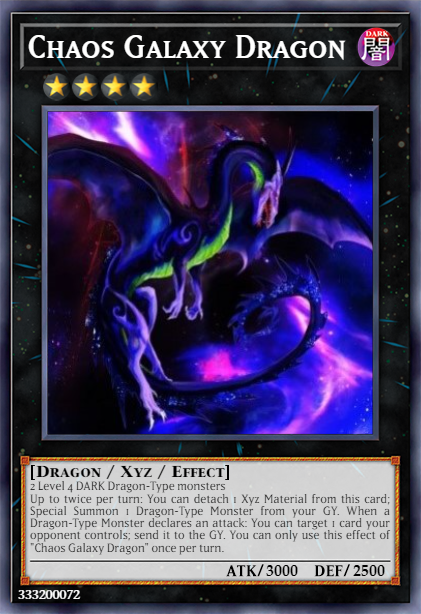 Chaos Galaxy Dragon
DARK
闇
[Dragon / Xyz / Effect]
2 Level 4 DARK Dragon-Type monsters
Up to twice per turn: You can detach 1 Xyz Material from this card;
Special Summon 1 Dragon-Type Monster from your GY. When a
Dragon-Type Monster declares an attack: You can target 1 card your
opponent controls; send it to the GY. You can only use this effect of
"Chaos Galaxy Dragon" once per turn.
ATK/3000 DEF/2500
333200072